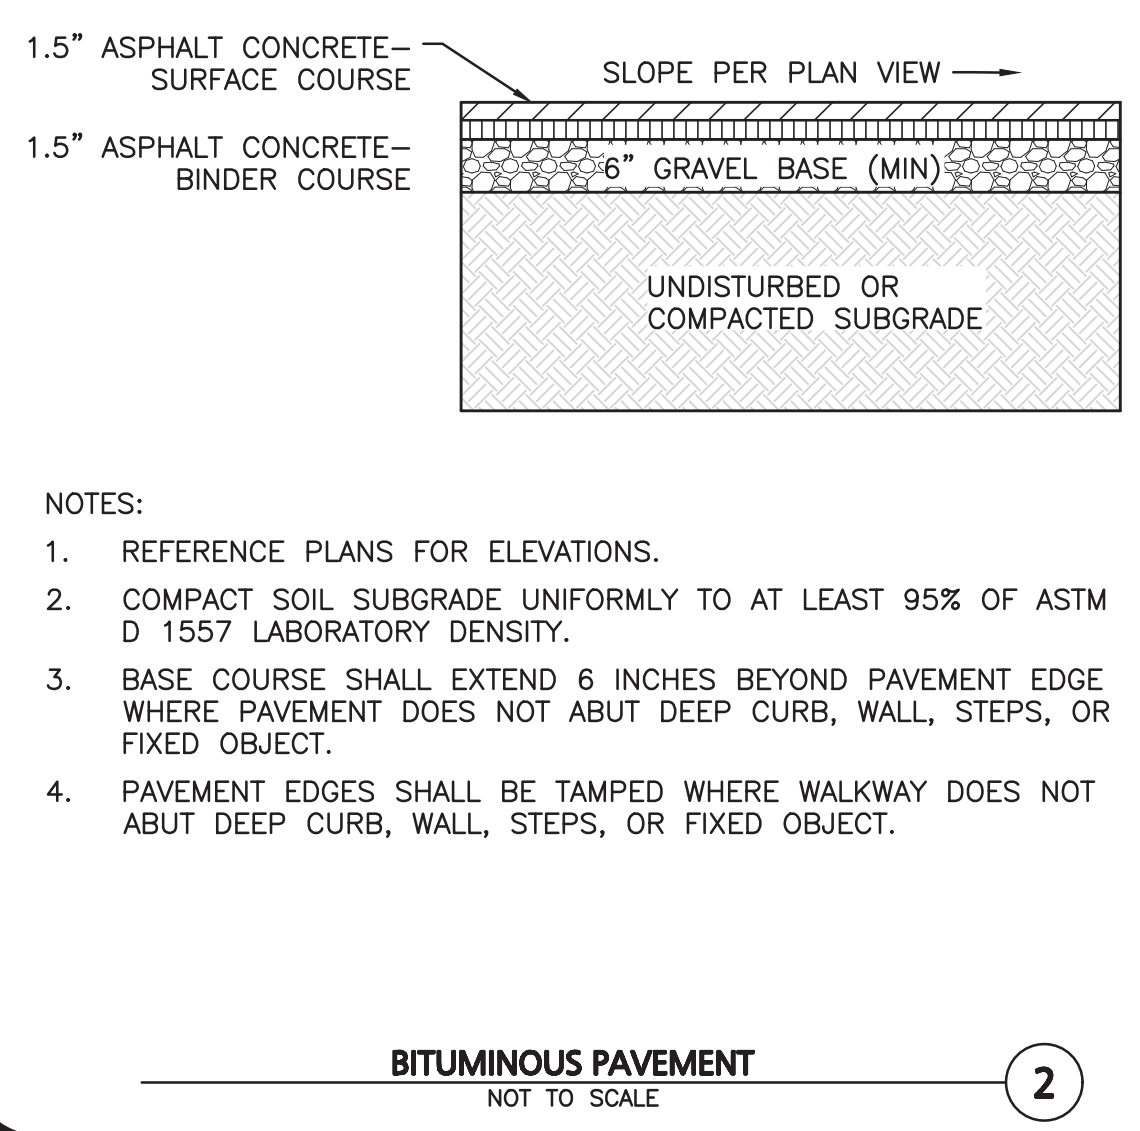 1.5” ASPHALT CONCRETE–
SURFACE COURSE
SLOPE PER PLAN VIEW
1.5” ASPHALT CONCRETE–
BINDER COURSE
6” GRAVEL BASE (MIN)
UNDISTURBED OR
COMPACTED SUBGRADE
NOTES:
1. REFERENCE PLANS FOR ELEVATIONS.
2. COMPACT SOIL SUBGRADE UNIFORMLY TO AT LEAST 95% OF ASTM
D 1557 LABORATORY DENSITY.
3. BASE COURSE SHALL EXTEND 6 INCHES BEYOND PAVEMENT EDGE
WHERE PAVEMENT DOES NOT ABUT DEEP CURB, WALL, STEPS, OR
FIXED OBJECT.
4. PAVEMENT EDGES SHALL BE TAMPED WHERE WALKWAY DOES NOT
ABUT DEEP CURB, WALL, STEPS, OR FIXED OBJECT.
BITUMINOUS PAVEMENT
NOT TO SCALE
2